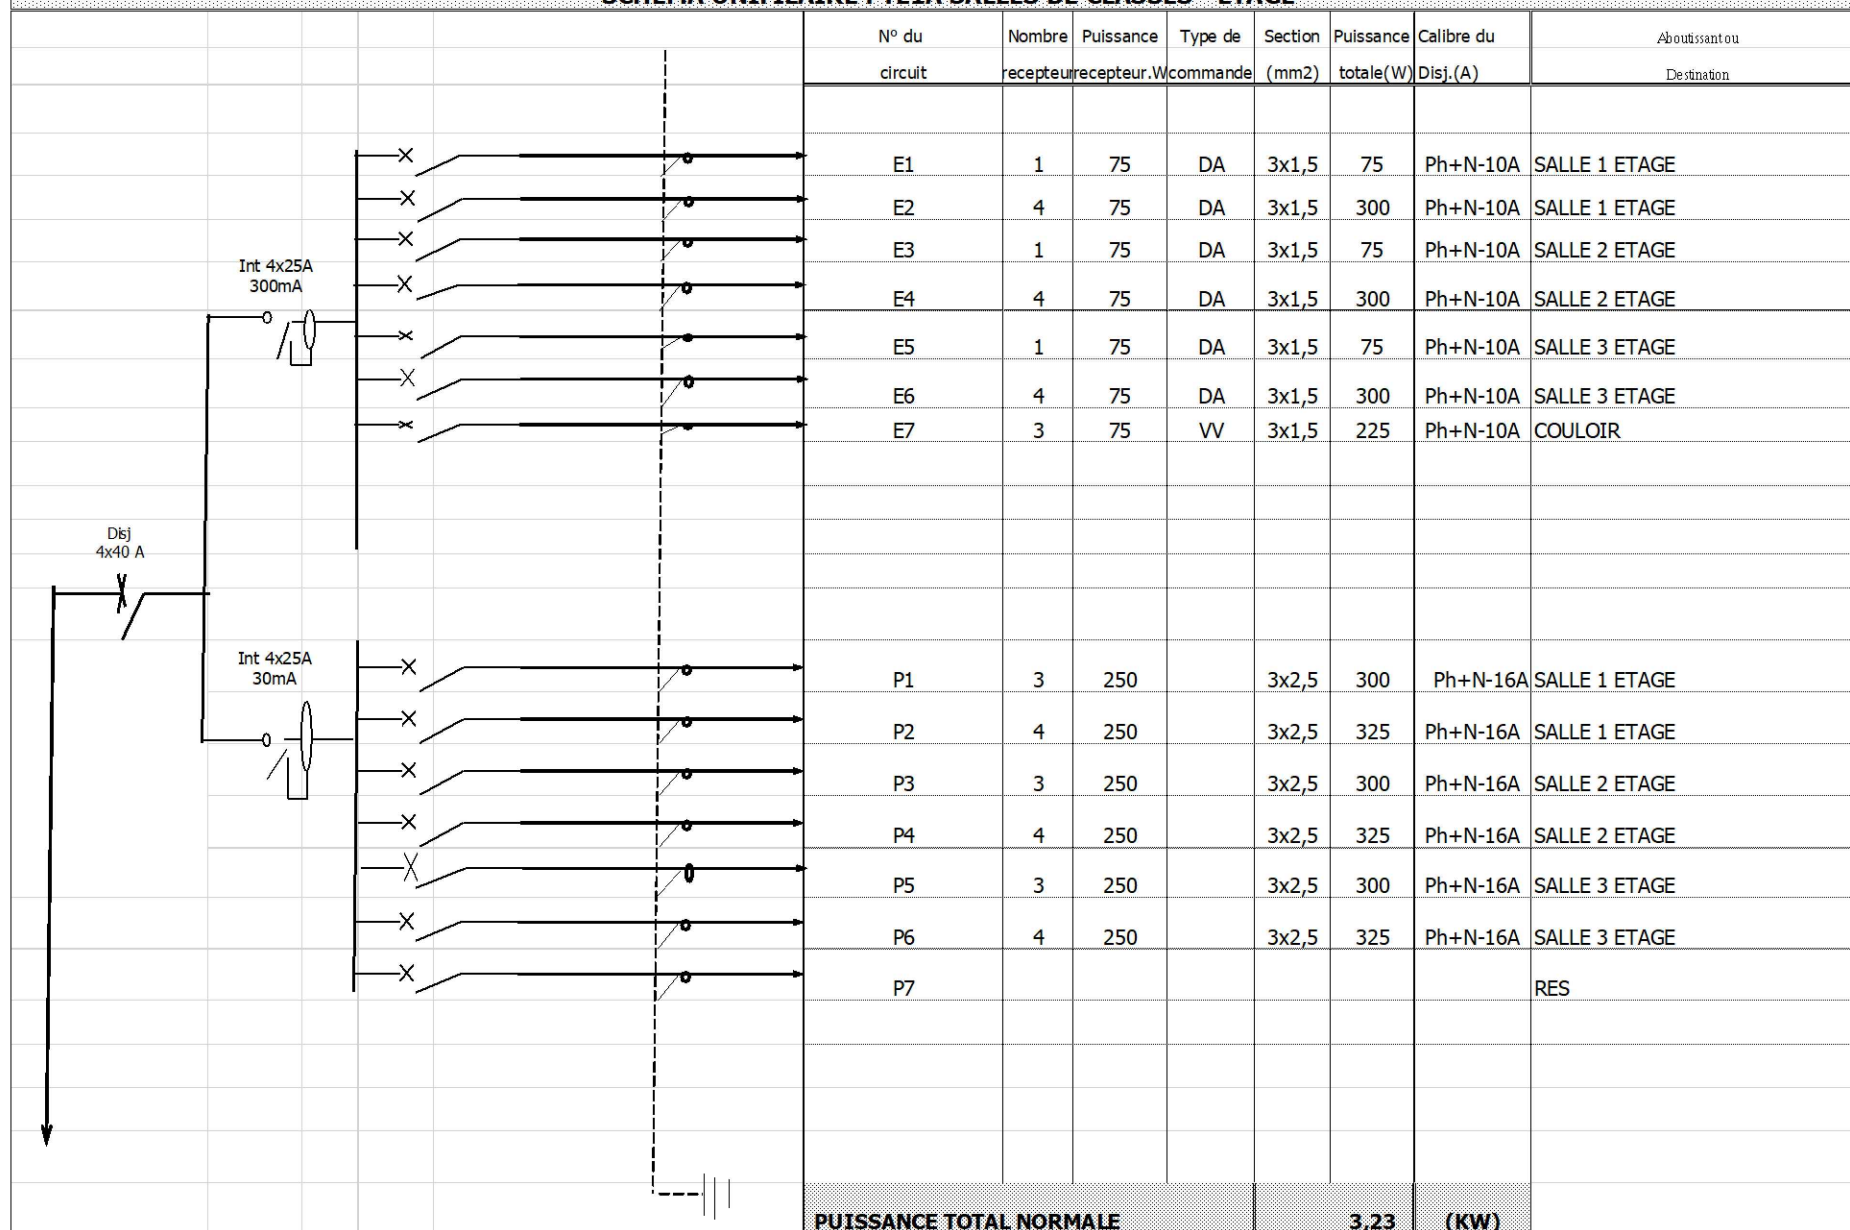 SCHEMA UNIFILAIRE : TE1A SALLES DE CLASSES - ETAGE
N° du circuit Nombre recepteur Puissance recepteur.W Type de commande Section (mm2) Puissance totale(W) Calibre du Disj.(A) Aboutissant ou Destination
E1 1 75 DA 3x1,5 75 Ph+N-10A SALLE 1 ETAGE
E2 4 75 DA 3x1,5 300 Ph+N-10A SALLE 1 ETAGE
E3 1 75 DA 3x1,5 75 Ph+N-10A SALLE 2 ETAGE
Int 4x25A
300mA
E4 4 75 DA 3x1,5 300 Ph+N-10A SALLE 2 ETAGE
E5 1 75 DA 3x1,5 75 Ph+N-10A SALLE 3 ETAGE
E6 4 75 DA 3x1,5 300 Ph+N-10A SALLE 3 ETAGE
E7 3 75 VV 3x1,5 225 Ph+N-10A COULOIR
Disj
4x40 A
Int 4x25A
30mA
P1 3 250 3x2,5 300 Ph+N-16A SALLE 1 ETAGE
P2 4 250 3x2,5 325 Ph+N-16A SALLE 1 ETAGE
P3 3 250 3x2,5 300 Ph+N-16A SALLE 2 ETAGE
P4 4 250 3x2,5 325 Ph+N-16A SALLE 2 ETAGE
P5 3 250 3x2,5 300 Ph+N-16A SALLE 3 ETAGE
P6 4 250 3x2,5 325 Ph+N-16A SALLE 3 ETAGE
P7 RES
PUISSANCE TOTAL NORMALE 3,23 (KW)